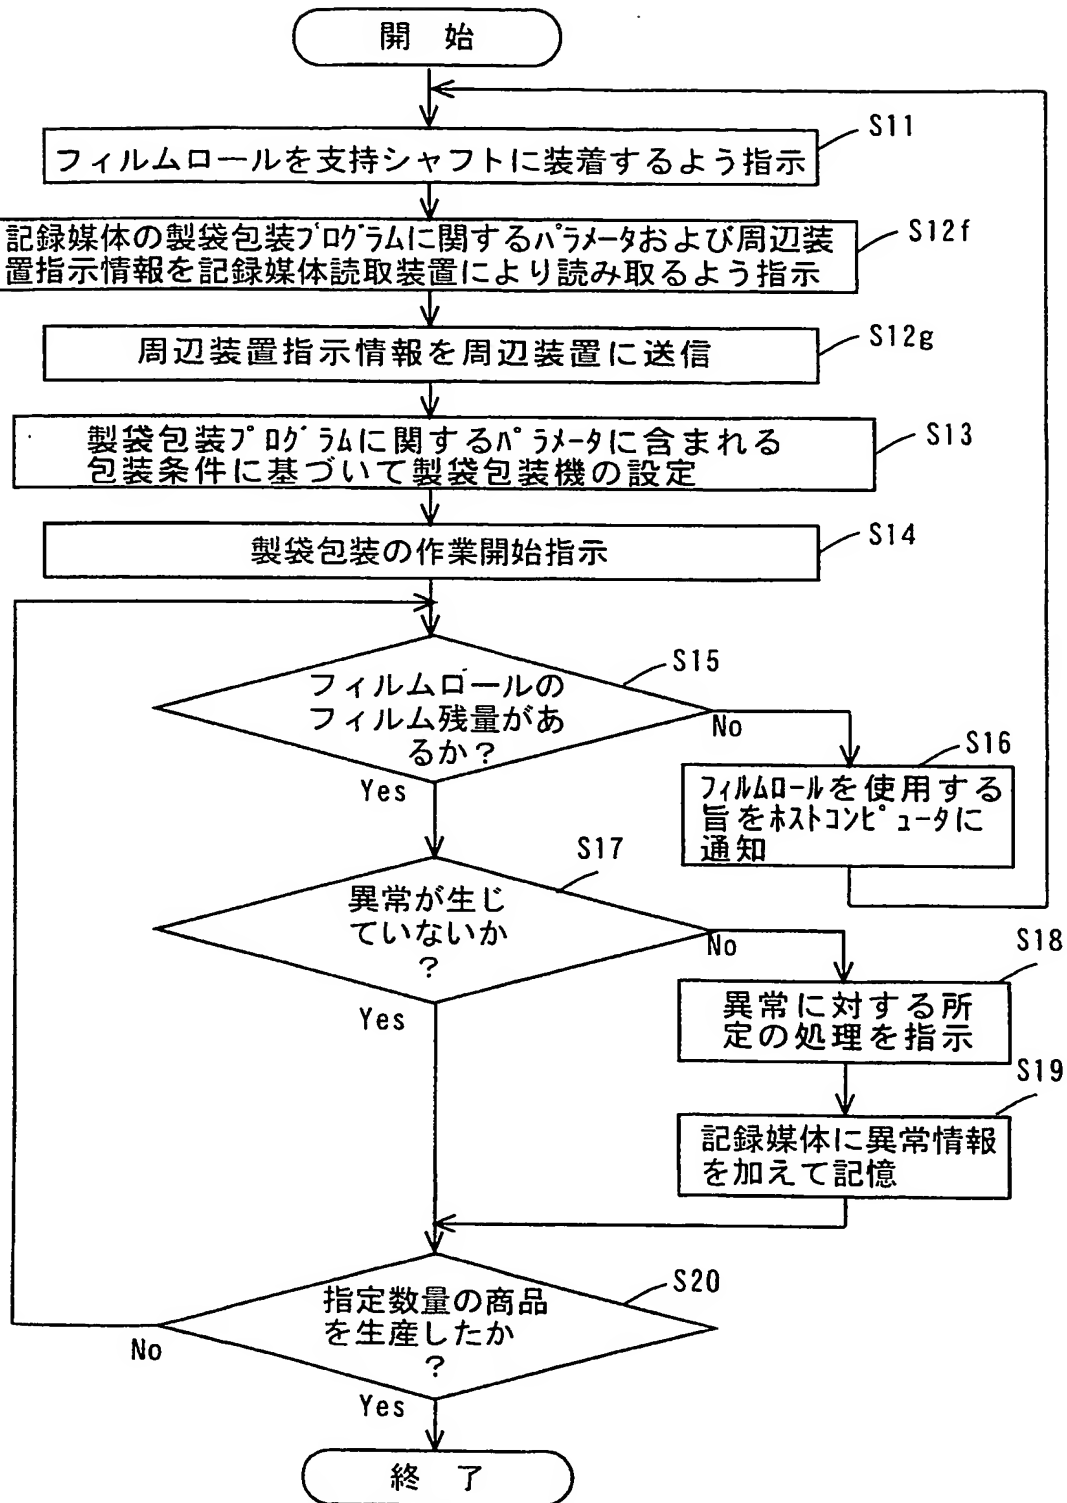 開 始
S11
フィルムロールを支持シャフトに装着するよう指示
S12f
記録媒体の製袋包装プログラムに関するパラメータおよび周辺装
置指示情報を記録媒体読取装置により読み取るよう指示
S12g
周辺装置指示情報を周辺装置に送信
S13
製袋包装プログラムに関するパラメータに含まれる
包装条件に基づいて製袋包装機の設定
S14
製袋包装の作業開始指示
S15
フィルムロールの
フィルム残量があ
るか？
No
Yes
S16
フィルムロールを使用する
旨をホストコンピュータに
通知
S17
異常が生じ
ていないか
？
No
Yes
S18
異常に対する所
定の処理を指示
S19
記録媒体に異常情報
を加えて記憶
S20
指定数量の商品
を生産したか
？
No
Yes
終 了